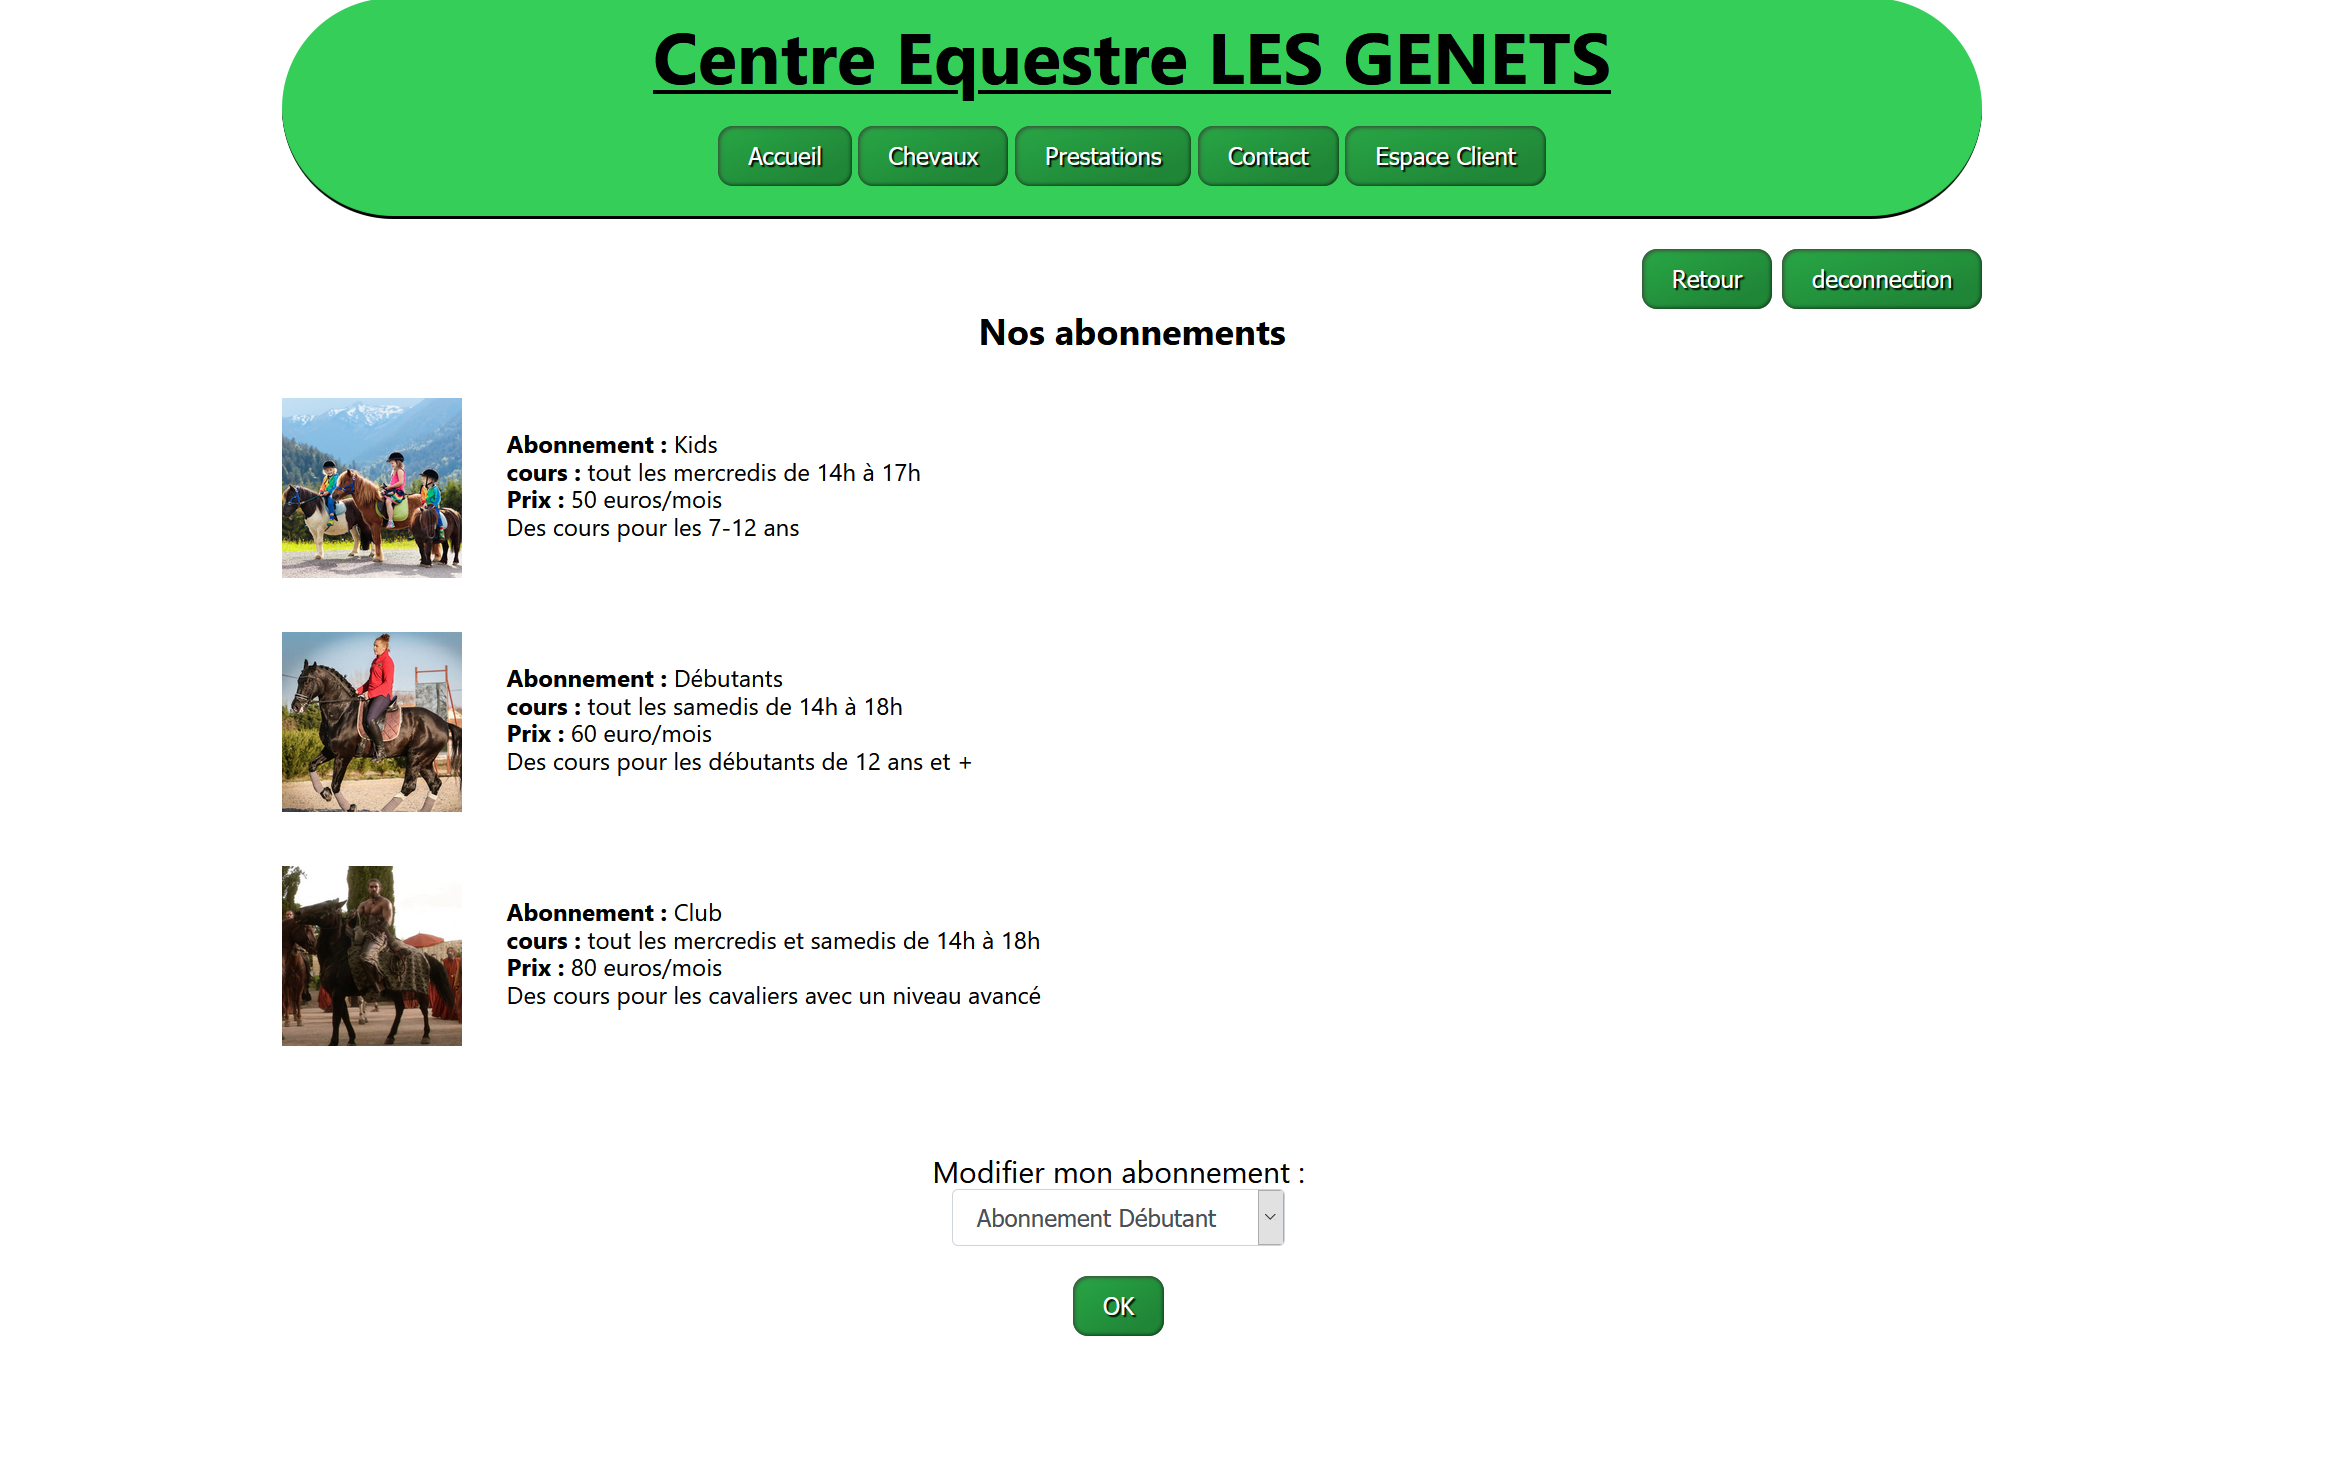 Centre Equestre LES GENETS
Accueil Chevaux Prestations Contact Espace Client
Retour deconnection
Nos abonnements
Abonnement : Kids
cours : tout les mercredis de 14h à 17h
Prix : 50 euros/mois
Des cours pour les 7-12 ans
Abonnement : Débutants
cours : tout les samedis de 14h à 18h
Prix : 60 euro/mois
Des cours pour les débutants de 12 ans et +
Abonnement : Club
cours : tout les mercredis et samedis de 14h à 18h
Prix : 80 euros/mois
Des cours pour les cavaliers avec un niveau avancé
Modifier mon abonnement :
Abonnement Débutant
OK